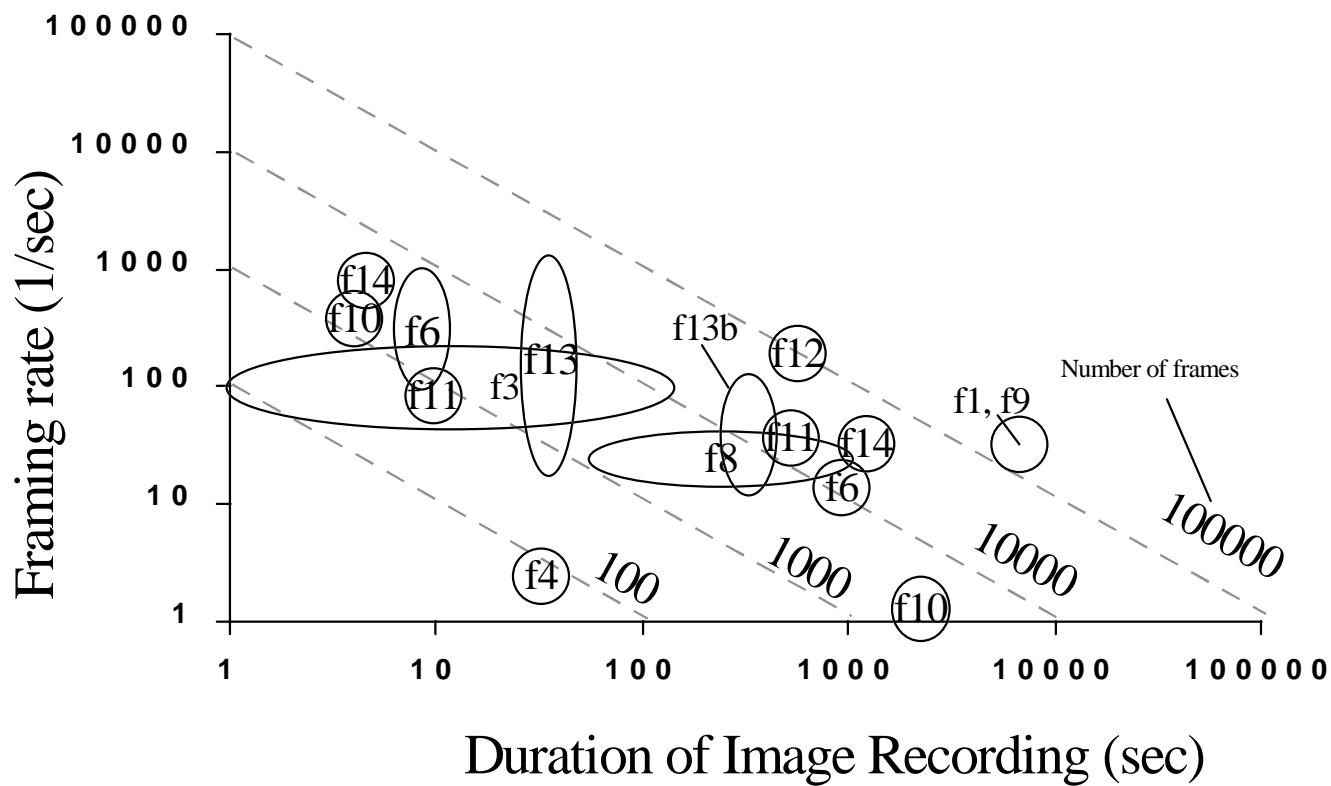 100000
10000
1000
100
10
1
Framing rate (1/sec)
f14
f10
f6
f13
f13b
f12
f3
f11
Number of frames
f1, f9
f11
f14
f8
f6
f4
f10
100
1000
10000
100000
1 10 100 1000 10000 100000
Duration of Image Recording (sec)